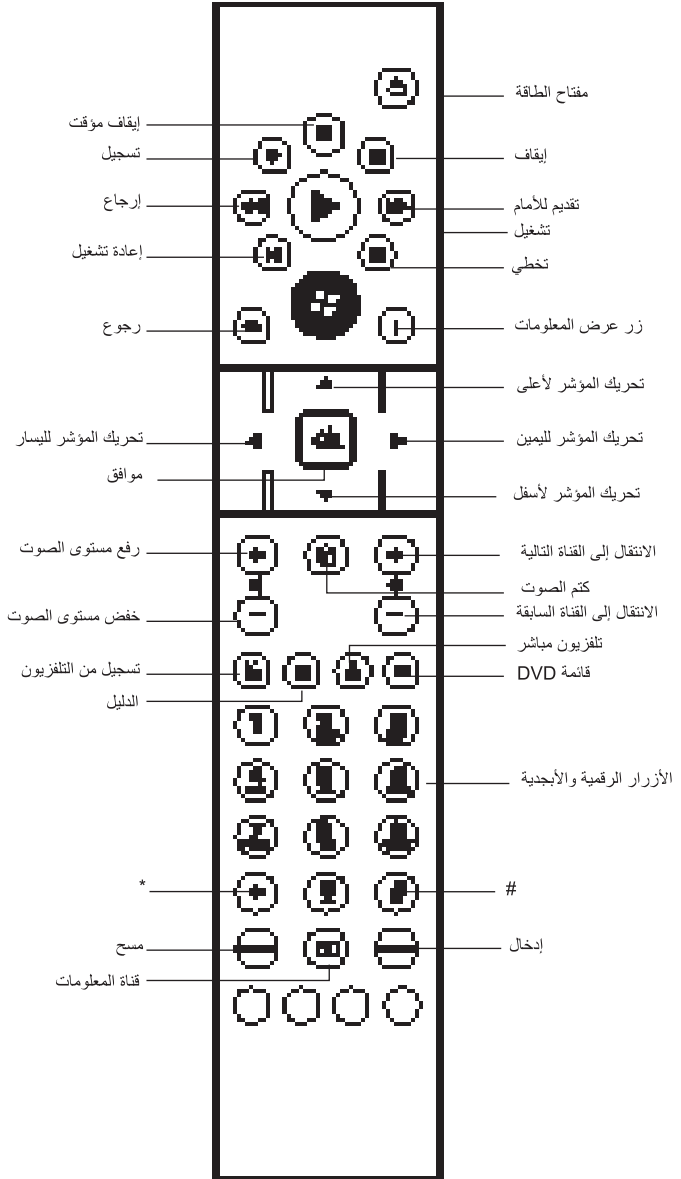 مفتاح الطاقة
إيقاف مؤقت
إيقاف
تسجيل
تقديم للأمام
إرجاع
تشغيل
إعادة تشغيل
تخطي
زر عرض المعلومات
رجوع
تحريك المؤشر لأعلى
تحريك المؤشر لليمين
تحريك المؤشر لليسار
موافق
تحريك المؤشر لأسفل
الانتقال إلى القناة التالية
رفع مستوى الصوت
كتم الصوت
الانتقال إلى القناة السابقة
خفض مستوى الصوت
تلفزيون مباشر
قائمة DVD
تسجيل من التلفزيون
الدليل
1
الأزرار الرقمية والأبجدية
4
#
*
إدخال
مسح
قناة المعلومات